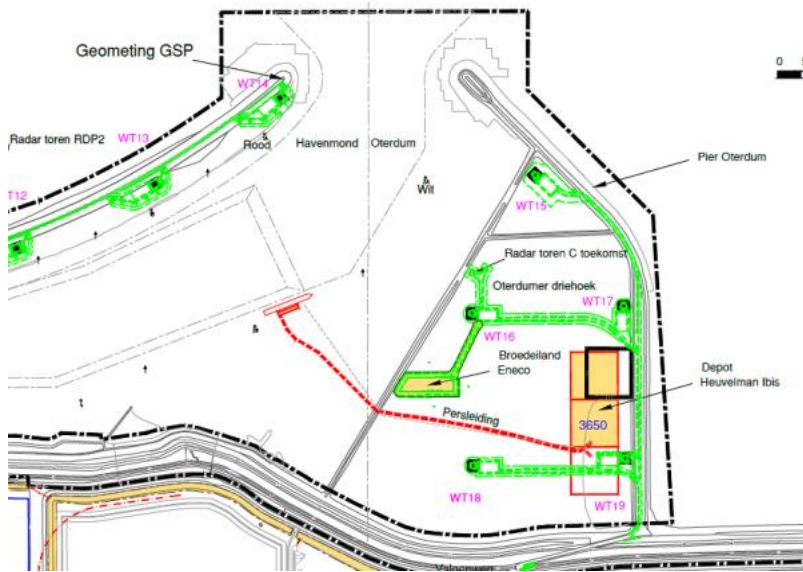 Geometing GSP
0
WT14
WT13
Radar toren RDP2
Rood
Havenmond
Oterdum
Pier Oterdum
Wit
WT15
Radar toren C toekomst
Oterdumer driehoek
WT17
WT16
Broedeiland
Eneco
Depot
Heuvelman Ibis
Persleiding
3650
WT18
WT19